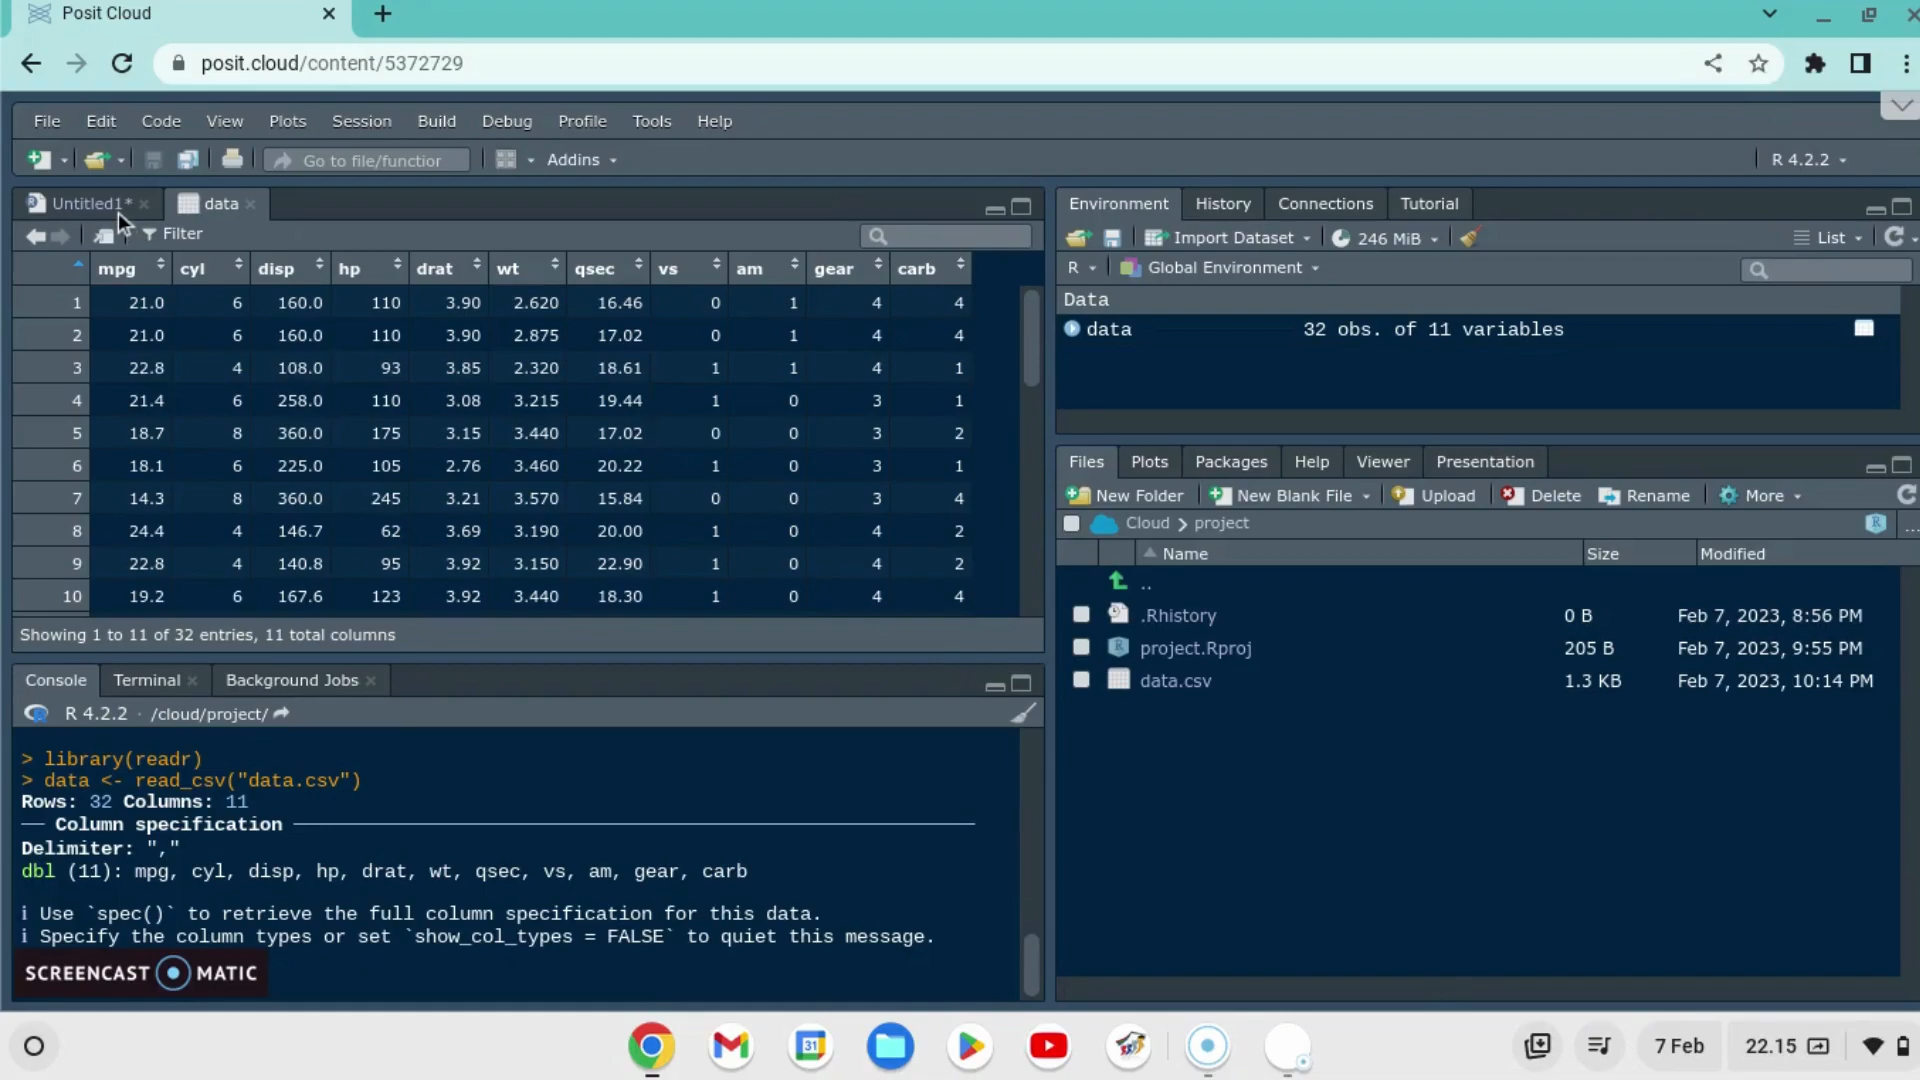 Posit Cloud
posit.cloud/content/5372729
File Edit Code View Plots Session Build Debug Profile Tools Help
Go to file/functior Addins R 4.2.2
Untitled1* data
Filter
mpg cyl disp hp drat wt qsec vs am gear carb
1 21.0 6 160.0 110 3.90 2.620 16.46 0 1 4 4
2 21.0 6 160.0 110 3.90 2.875 17.02 0 1 4 4
3 22.8 4 108.0 93 3.85 2.320 18.61 1 1 4 1
4 21.4 6 258.0 110 3.08 3.215 19.44 1 0 3 1
5 18.7 8 360.0 175 3.15 3.440 17.02 0 0 3 2
6 18.1 6 225.0 105 2.76 3.460 20.22 1 0 3 1
7 14.3 8 360.0 245 3.21 3.570 15.84 0 0 3 4
8 24.4 4 146.7 62 3.69 3.190 20.00 1 0 4 2
9 22.8 4 140.8 95 3.92 3.150 22.90 1 0 4 2
10 19.2 6 167.6 123 3.92 3.440 18.30 1 0 4 4
Showing 1 to 11 of 32 entries, 11 total columns
Console Terminal Background Jobs
R 4.2.2 · /cloud/project/
> library(readr)
> data <- read_csv("data.csv")
Rows: 32 Columns: 11
── Column specification ──
Delimiter: ","
dbl (11): mpg, cyl, disp, hp, drat, wt, qsec, vs, am, gear, carb
i Use `spec()` to retrieve the full column specification for this data.
i Specify the column types or set `show_col_types = FALSE` to quiet this message.
SCREENCAST MATIC
Environment History Connections Tutorial
Import Dataset 246 MiB List
R Global Environment
Data
data 32 obs. of 11 variables
Files Plots Packages Help Viewer Presentation
New Folder New Blank File Upload Delete Rename More
Cloud project
Name Size Modified
..
.Rhistory 0 B Feb 7, 2023, 8:56 PM
project.Rproj 205 B Feb 7, 2023, 9:55 PM
data.csv 1.3 KB Feb 7, 2023, 10:14 PM
31
7 Feb 22.15